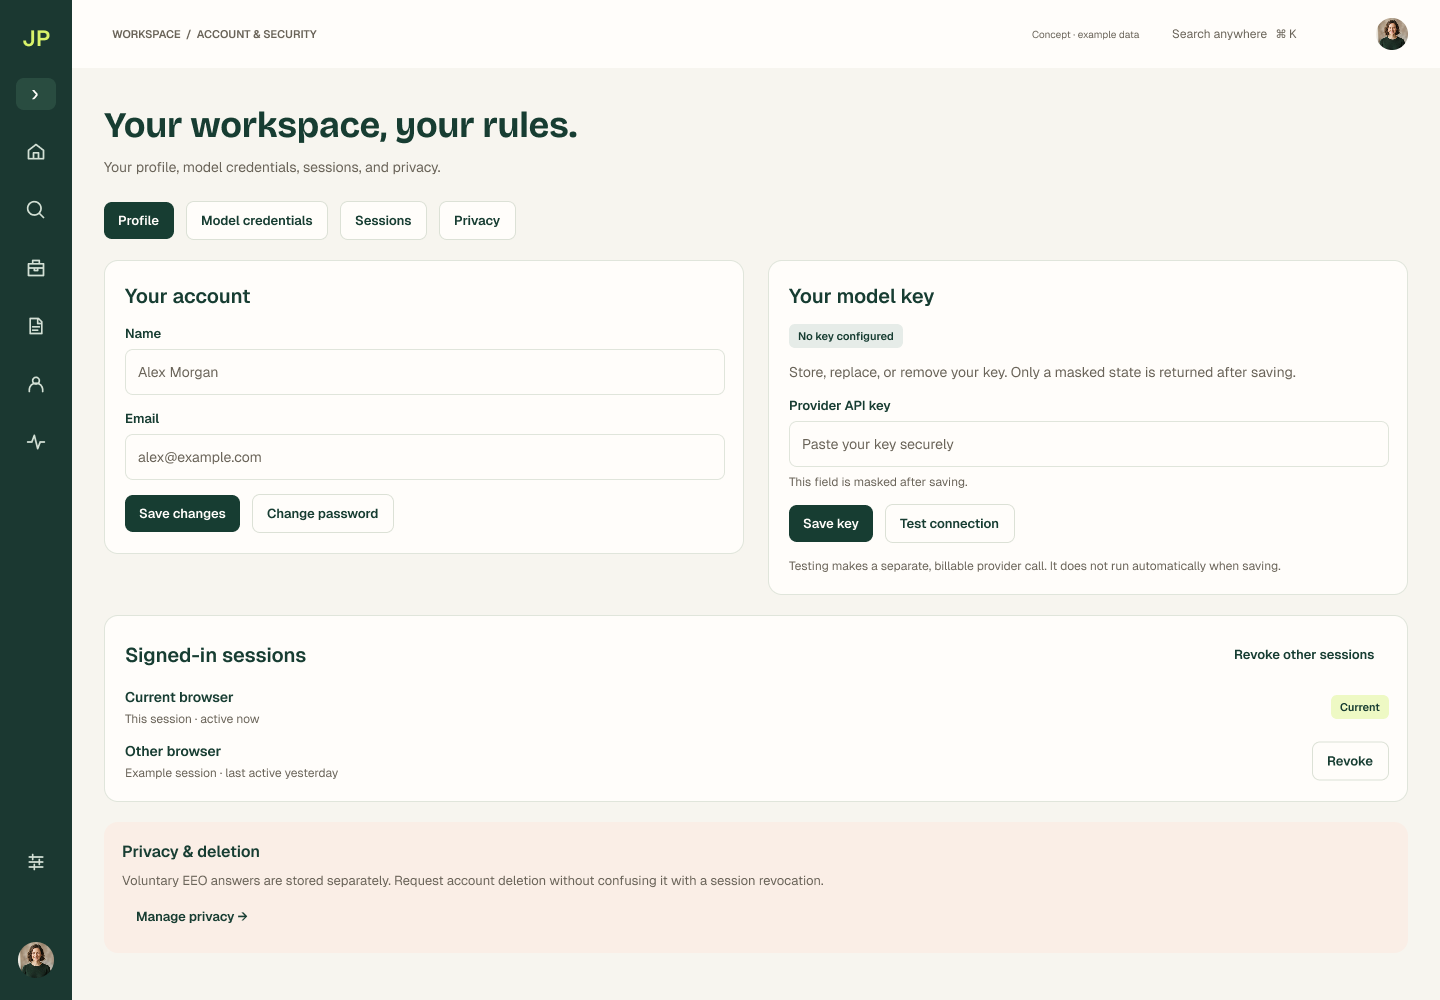 JP
WORKSPACE / ACCOUNT & SECURITY
Concept · example data
Search anywhere ⌘ K
Your workspace, your rules.
Your profile, model credentials, sessions, and privacy.
Profile
Model credentials
Sessions
Privacy
Your account
Name
Alex Morgan
Email
alex@example.com
Save changes
Change password
Your model key
No key configured
Store, replace, or remove your key. Only a masked state is returned after saving.
Provider API key
Paste your key securely
This field is masked after saving.
Save key
Test connection
Testing makes a separate, billable provider call. It does not run automatically when saving.
Signed-in sessions
Revoke other sessions
Current browser
This session · active now
Current
Other browser
Example session · last active yesterday
Revoke
Privacy & deletion
Voluntary EEO answers are stored separately. Request account deletion without confusing it with a session revocation.
Manage privacy →